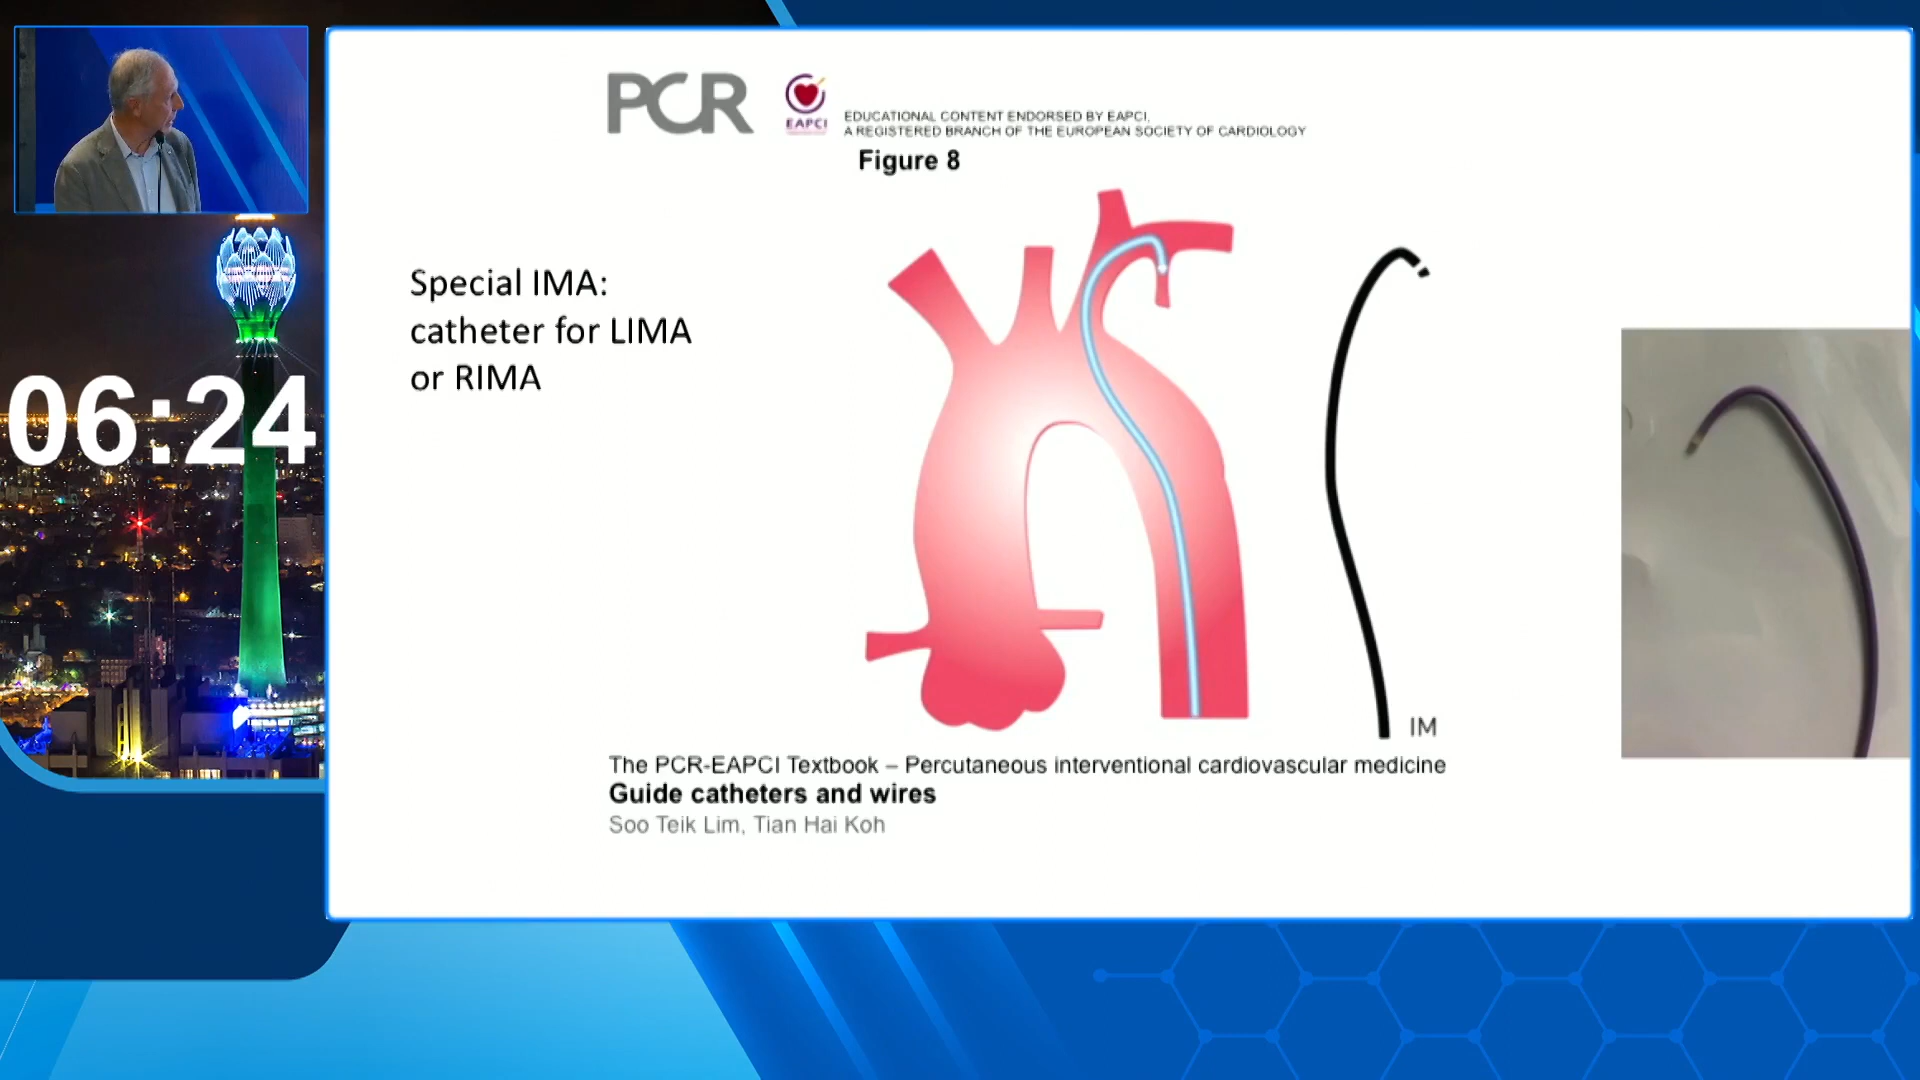 PCR
EAPCI
EDUCATIONAL CONTENT ENDORSED BY EAPCI,
A REGISTERED BRANCH OF THE EUROPEAN SOCIETY OF CARDIOLOGY
Figure 8
Special IMA:
catheter for LIMA
or RIMA
06:24
IM
The PCR-EAPCI Textbook – Percutaneous interventional cardiovascular medicine
Guide catheters and wires
Soo Teik Lim, Tian Hai Koh